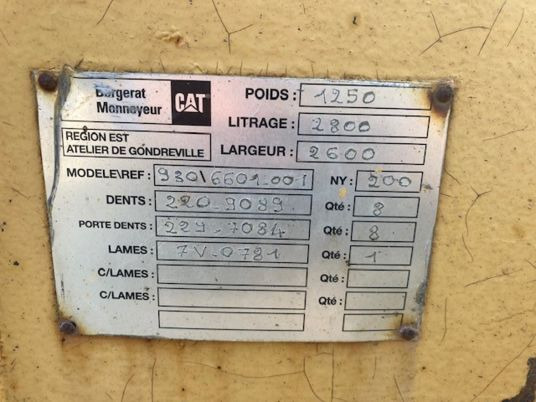 Bergerat
Monnoyeur
CAT
POIDS : 1250
LITRAGE : 2800
LARGEUR : 2600
REGION EST
ATELIER DE GONDREVILLE
MODELE\REF : 980\6601.001 NY : 200
DENTS : 220-9089 Qté : 8
PORTE DENTS : 229-7084 Qté : 8
LAMES : 7V-0781 Qté : 1
C/LAMES : Qté :
C/LAMES : Qté :